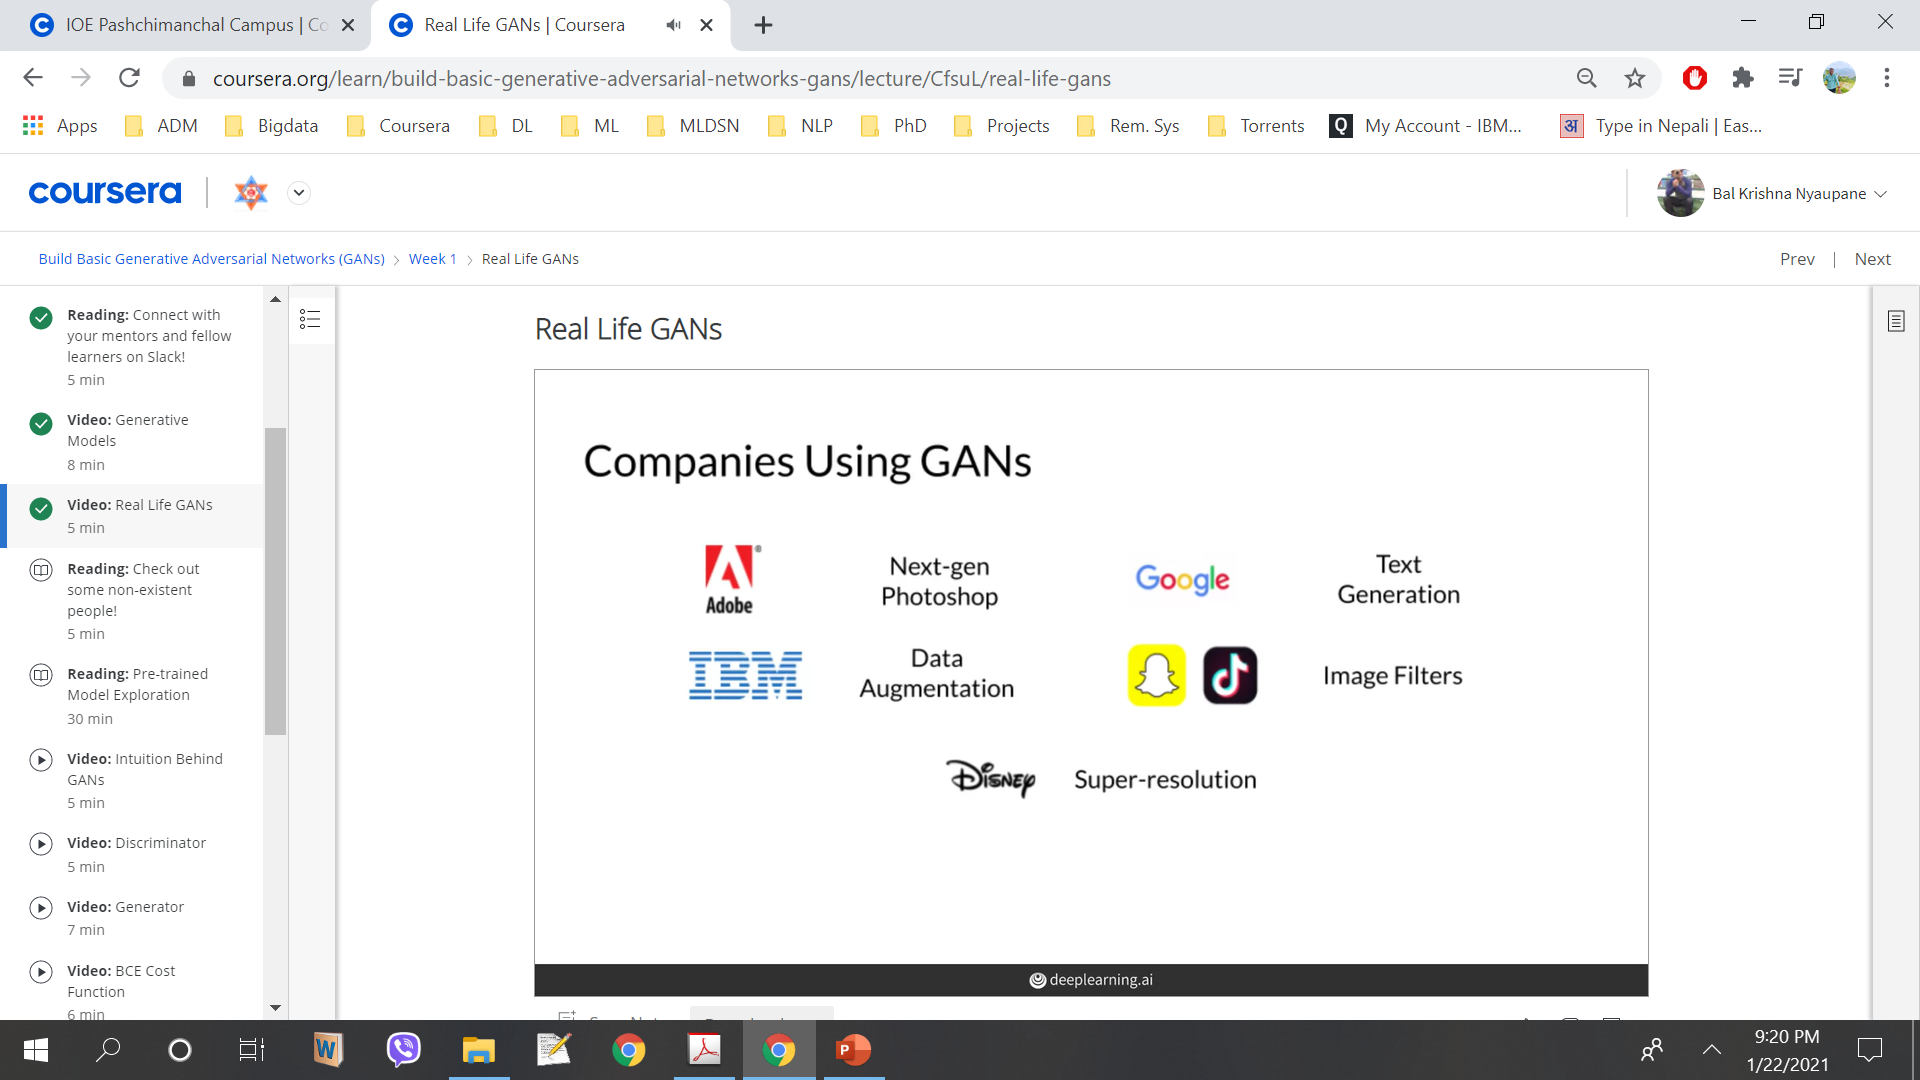 IOE Pashchimanchal Campus | Co
Real Life GANs | Coursera
coursera.org/learn/build-basic-generative-adversarial-networks-gans/lecture/CfsuL/real-life-gans
Apps ADM Bigdata Coursera DL ML MLDSN NLP PhD Projects Rem. Sys Torrents Q My Account - IBM... अ Type in Nepali | Eas...
coursera
Bal Krishna Nyaupane
Build Basic Generative Adversarial Networks (GANs) > Week 1 > Real Life GANs
Prev | Next
Reading: Connect with
your mentors and fellow
learners on Slack!
5 min
Video: Generative
Models
8 min
Video: Real Life GANs
5 min
Reading: Check out
some non-existent
people!
5 min
Reading: Pre-trained
Model Exploration
30 min
Video: Intuition Behind
GANs
5 min
Video: Discriminator
5 min
Video: Generator
7 min
Video: BCE Cost
Function
6 min
Real Life GANs
Companies Using GANs
Adobe
Next-gen
Photoshop
Google
Text
Generation
IBM
Data
Augmentation
Image Filters
Disney
Super-resolution
deeplearning.ai
9:20 PM
1/22/2021